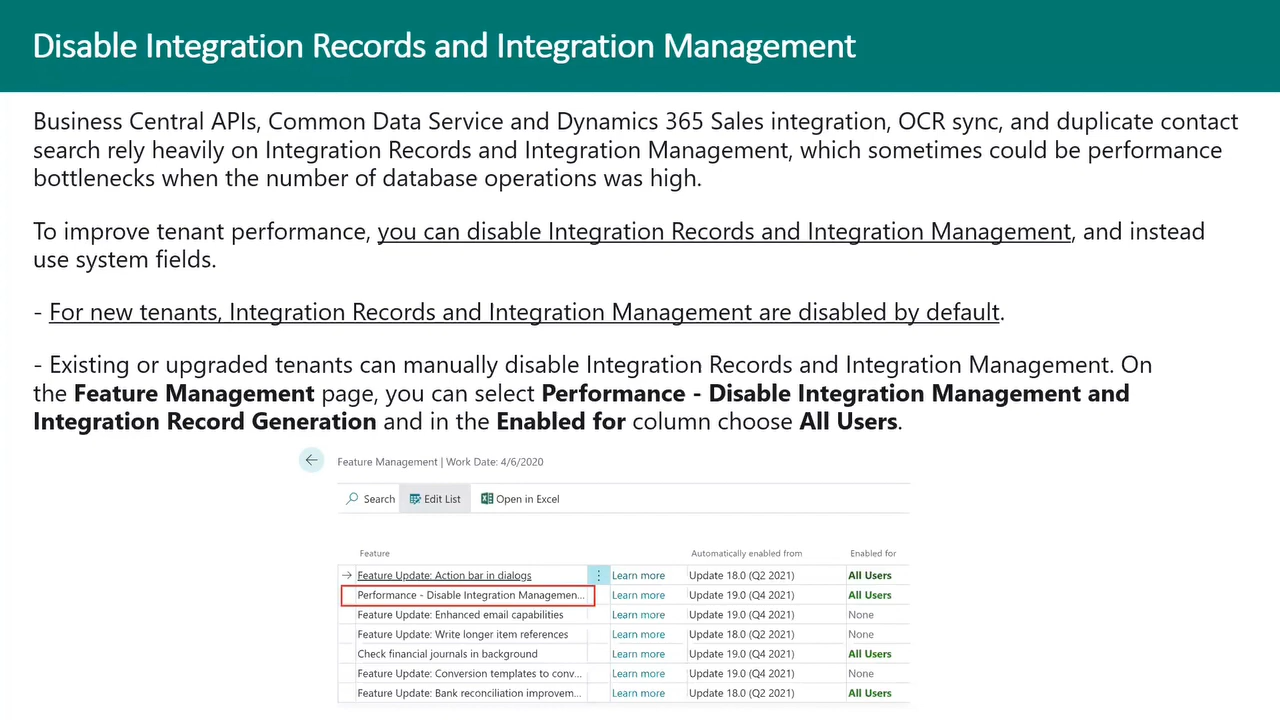 Disable Integration Records and Integration Management
Business Central APIs, Common Data Service and Dynamics 365 Sales integration, OCR sync, and duplicate contact
search rely heavily on Integration Records and Integration Management, which sometimes could be performance
bottlenecks when the number of database operations was high.
To improve tenant performance, you can disable Integration Records and Integration Management, and instead
use system fields.
- For new tenants, Integration Records and Integration Management are disabled by default.
- Existing or upgraded tenants can manually disable Integration Records and Integration Management. On
the Feature Management page, you can select Performance - Disable Integration Management and
Integration Record Generation and in the Enabled for column choose All Users.
Feature Management | Work Date: 4/6/2020
Search Edit List Open in Excel
Feature Automatically enabled from Enabled for
Feature Update: Action bar in dialogs Learn more Update 18.0 (Q2 2021) All Users
Performance - Disable Integration Managemen... Learn more Update 19.0 (Q4 2021) All Users
Feature Update: Enhanced email capabilities Learn more Update 19.0 (Q4 2021) None
Feature Update: Write longer item references Learn more Update 18.0 (Q2 2021) None
Check financial journals in background Learn more Update 19.0 (Q4 2021) All Users
Feature Update: Conversion templates to conv... Learn more Update 19.0 (Q4 2021) None
Feature Update: Bank reconciliation improvem... Learn more Update 18.0 (Q2 2021) All Users